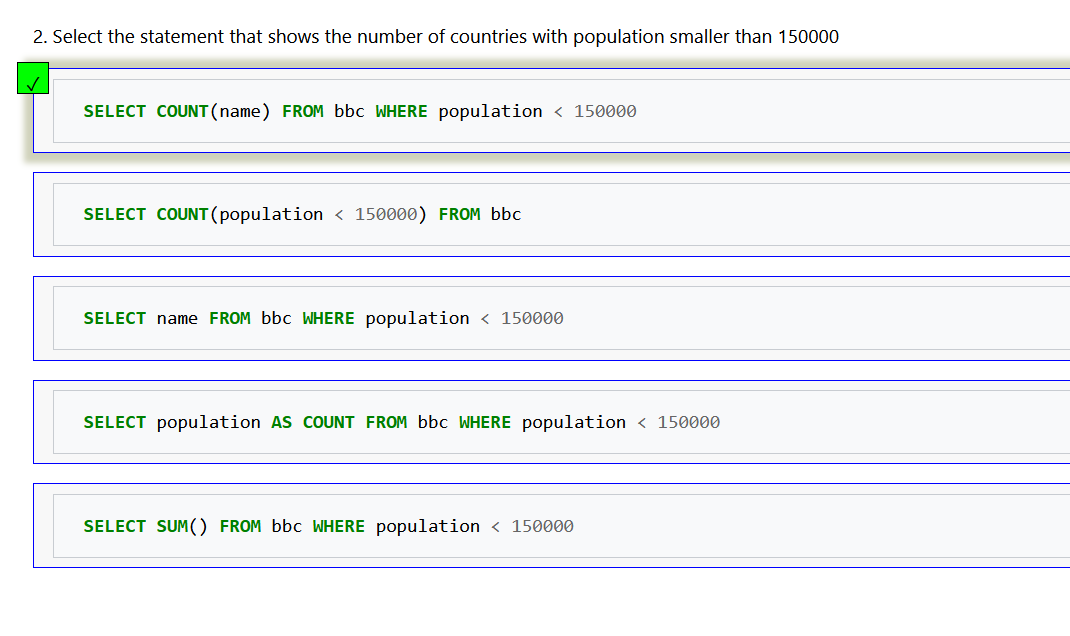 2. Select the statement that shows the number of countries with population smaller than 150000
✓
SELECT COUNT(name) FROM bbc WHERE population < 150000
SELECT COUNT(population < 150000) FROM bbc
SELECT name FROM bbc WHERE population < 150000
SELECT population AS COUNT FROM bbc WHERE population < 150000
SELECT SUM() FROM bbc WHERE population < 150000